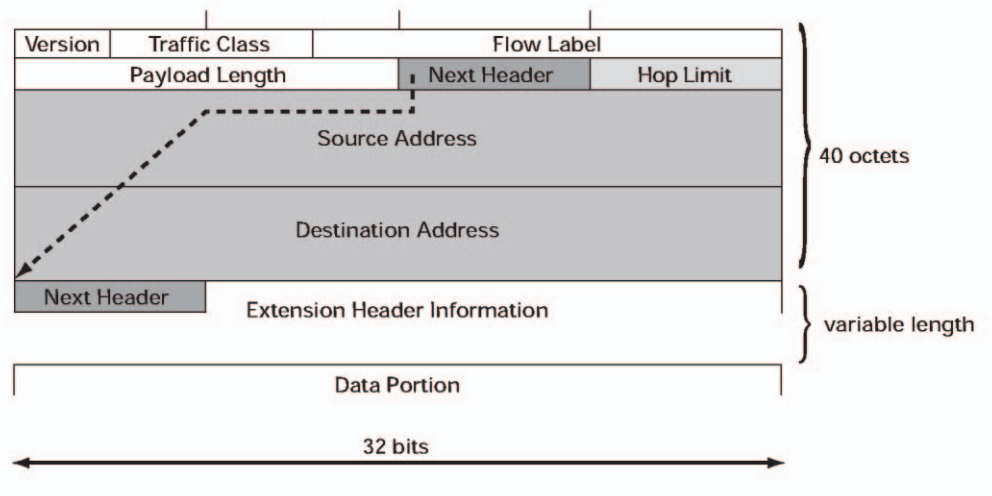 Version Traffic Class Flow Label
Payload Length Next Header Hop Limit
Source Address
40 octets
Destination Address
Next Header
Extension Header Information
variable length
Data Portion
32 bits